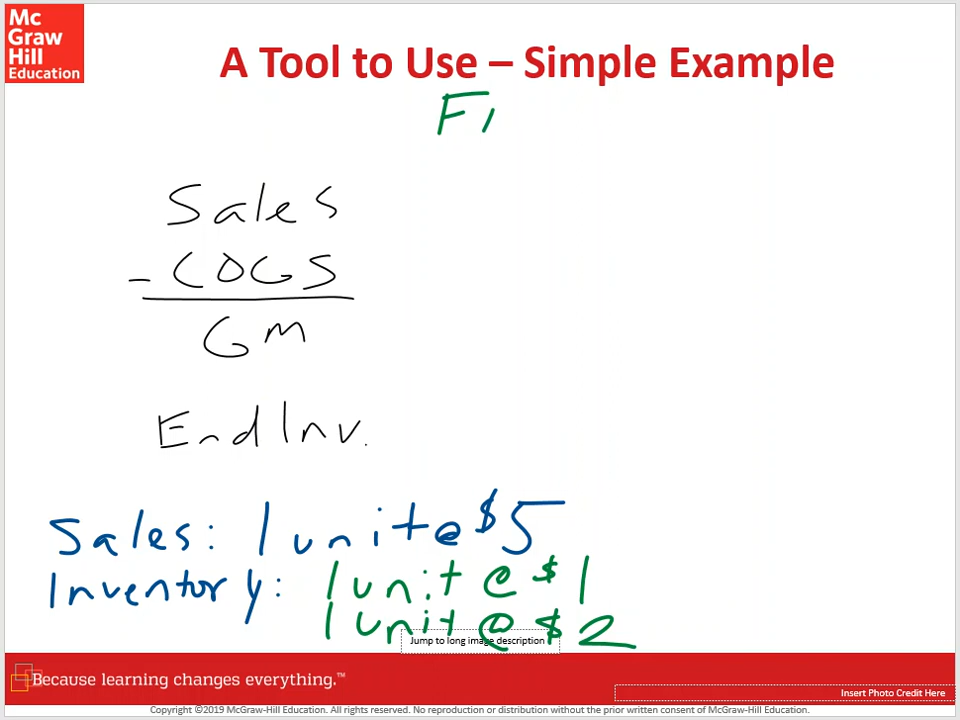 Mc
Graw
Hill
Education
A Tool to Use – Simple Example
Sales
- COGS
GM
End Inv.
Sales: 1 unit @ $5
Inventory: 1 unit @ $1
1 unit @ $2
Jump to long image description
Because learning changes everything.™
Insert Photo Credit Here
Copyright ©2019 McGraw-Hill Education. All rights reserved. No reproduction or distribution without the prior written consent of McGraw-Hill Education.